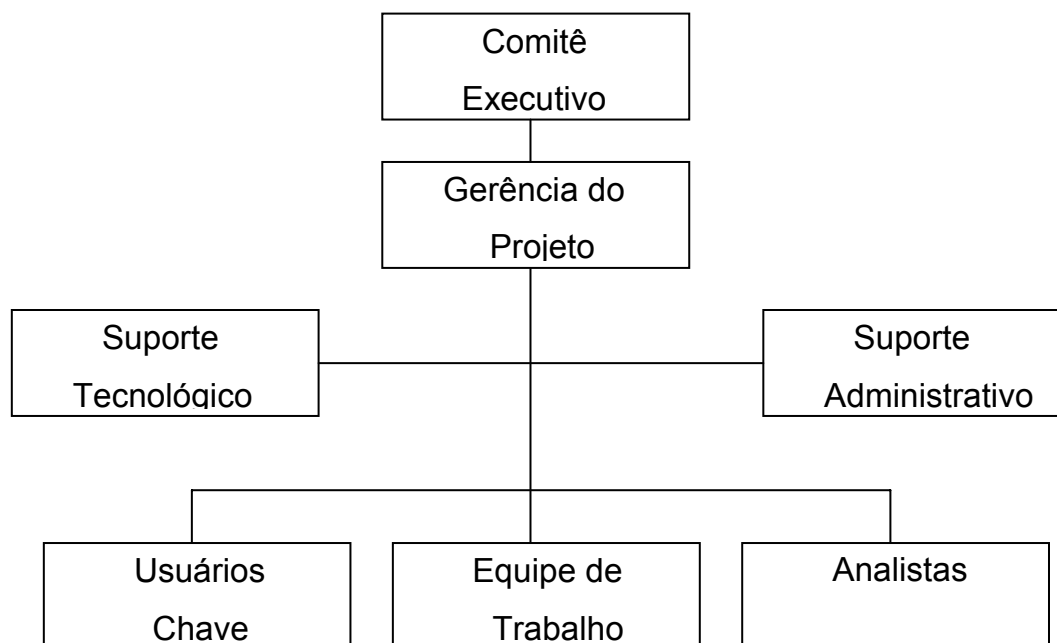 Comitê
Executivo
Gerência do
Projeto
Suporte
Tecnológico
Suporte
Administrativo
Usuários
Chave
Equipe de
Trabalho
Analistas